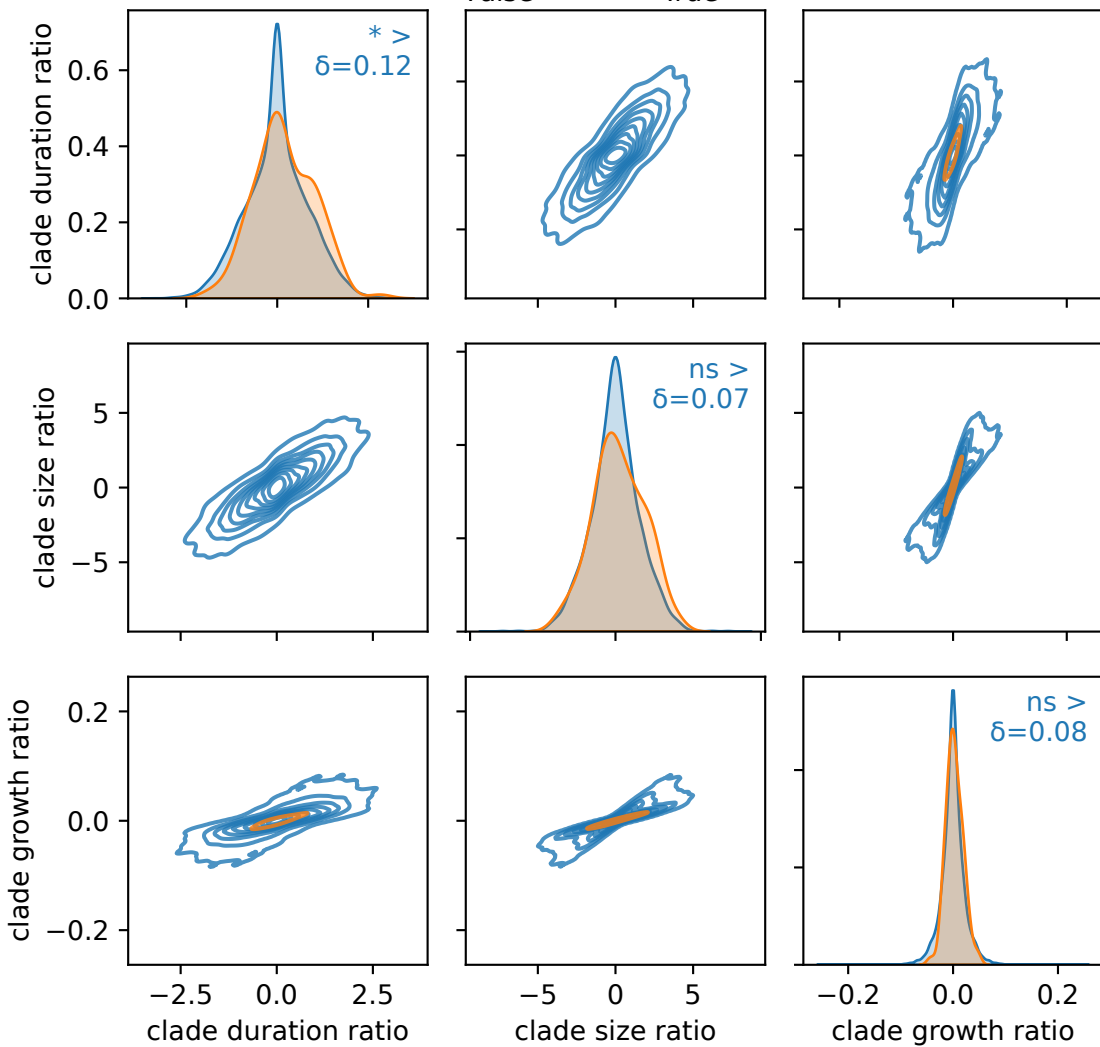 clade duration ratio
0.6
0.4
0.2
0.0
* >
δ=0.12
clade size ratio
5
0
−5
ns >
δ=0.07
clade growth ratio
0.2
0.0
−0.2
ns >
δ=0.08
−2.5 0.0 2.5
−5 0 5
−0.2 0.0 0.2
clade duration ratio
clade size ratio
clade growth ratio